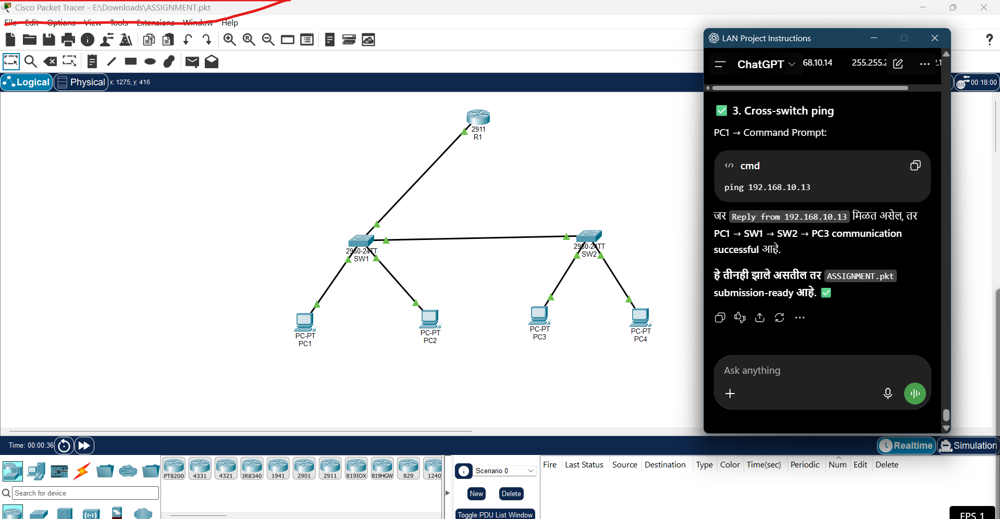 Cisco Packet Tracer - E:\Downloads\ASSIGNMENT.pkt
File Edit Options View Tools Extensions Window Help
Logical Physical x: 1275, y: 416
00:18:00
2911
R1
2960-24TT
SW1
2960-24TT
SW2
PC-PT
PC1
PC-PT
PC2
PC-PT
PC3
PC-PT
PC4
LAN Project Instructions
ChatGPT 68.10.14 255.255.2
✅ 3. Cross-switch ping
PC1 → Command Prompt:
cmd
ping 192.168.10.13
जर Reply from 192.168.10.13 मिळत असेल, तर
PC1 → SW1 → SW2 → PC3 communication
successful आहे.
हे तीनही झाले असतील तर ASSIGNMENT.pkt
submission-ready आहे. ✅
Ask anything
Time: 00:00:36
Realtime Simulation
PT8200 4331 4321 IR8340 1941 2901 2911 819IOX 819HGW 829 1240
Search for device
Scenario 0
New Delete
Toggle PDU List Window
Fire Last Status Source Destination Type Color Time(sec) Periodic Num Edit Delete
EPS 1